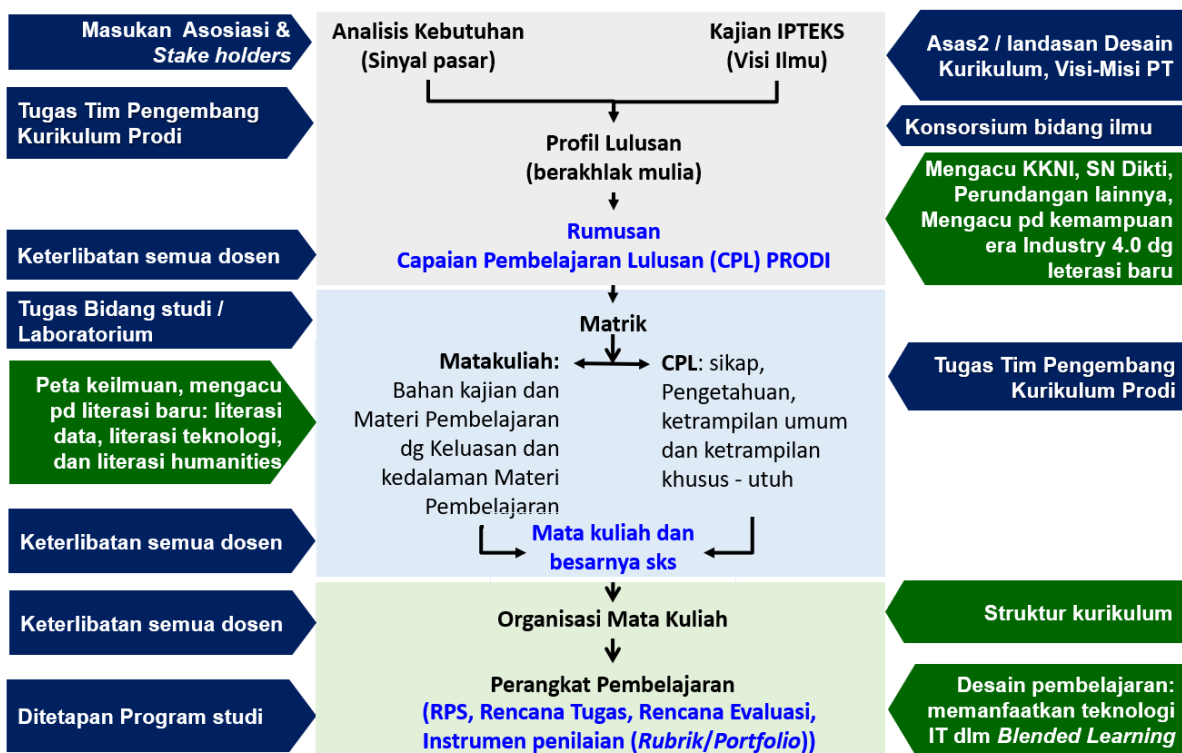 Masukan Asosiasi &
Stake holders
Analisis Kebutuhan
(Sinyal pasar)
Kajian IPTEKS
(Visi Ilmu)
Asas2 / landasan Desain
Kurikulum, Visi-Misi PT
Tugas Tim Pengembang
Kurikulum Prodi
Konsorsium bidang ilmu
Profil Lulusan
(berakhlak mulia)
Mengacu KKNI, SN Dikti,
Perundangan lainnya,
Mengacu pd kemampuan
era Industry 4.0 dg
leterasi baru
Keterlibatan semua dosen
Rumusan
Capaian Pembelajaran Lulusan (CPL) PRODI
Tugas Bidang studi /
Laboratorium
Matrik
Peta keilmuan, mengacu
pd literasi baru: literasi
data, literasi teknologi,
dan literasi humanities
Matakuliah:
Bahan kajian dan
Materi Pembelajaran
dg Keluasan dan
kedalaman Materi
Pembelajaran
CPL: sikap,
Pengetahuan,
ketrampilan umum
dan ketrampilan
khusus - utuh
Tugas Tim Pengembang
Kurikulum Prodi
Keterlibatan semua dosen
Mata kuliah dan
besarnya sks
Keterlibatan semua dosen
Organisasi Mata Kuliah
Struktur kurikulum
Ditetapan Program studi
Perangkat Pembelajaran
(RPS, Rencana Tugas, Rencana Evaluasi,
Instrumen penilaian (Rubrik/Portfolio))
Desain pembelajaran:
memanfaatkan teknologi
IT dlm Blended Learning